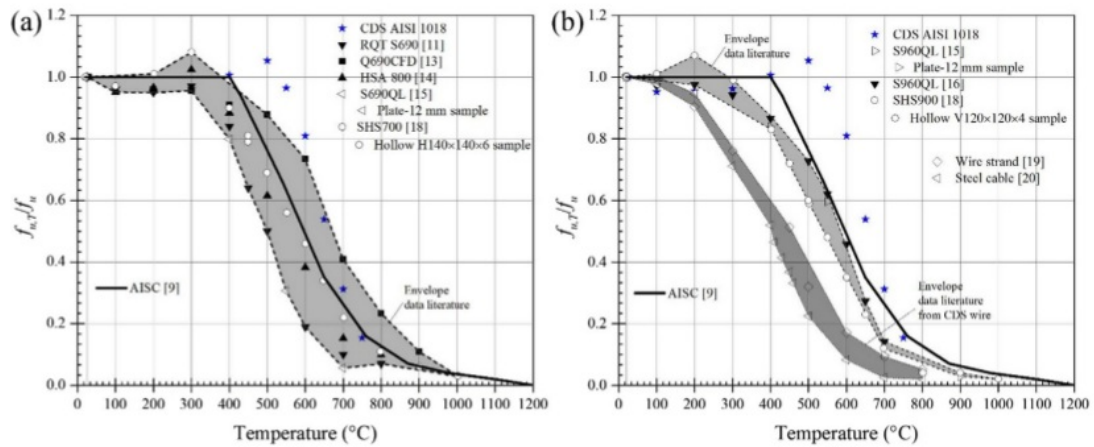 (a)
1.2
1.0
0.8
0.6
0.4
0.2
0.0
f_{u,T}/f_u
0 100 200 300 400 500 600 700 800 900 1000 1200
Temperature (°C)
CDS AISI 1018
RQT S690 [11]
Q690CFD [13]
HSA 800 [14]
S690QL [15]
Plate-12 mm sample
SHS700 [18]
Hollow H140×140×6 sample
Envelope
data literature
AISC [9]
(b)
1.2
1.0
0.8
0.6
0.4
0.2
0.0
f_{u,T}/f_u
0 100 200 300 400 500 600 700 800 900 1000 1200
Temperature (°C)
Envelope
data literature
CDS AISI 1018
S960QL [15]
Plate-12 mm sample
S960QL [16]
SHS900 [18]
Hollow V120×120×4 sample
Wire strand [19]
Steel cable [20]
Envelope
data literature
from CDS wire
AISC [9]